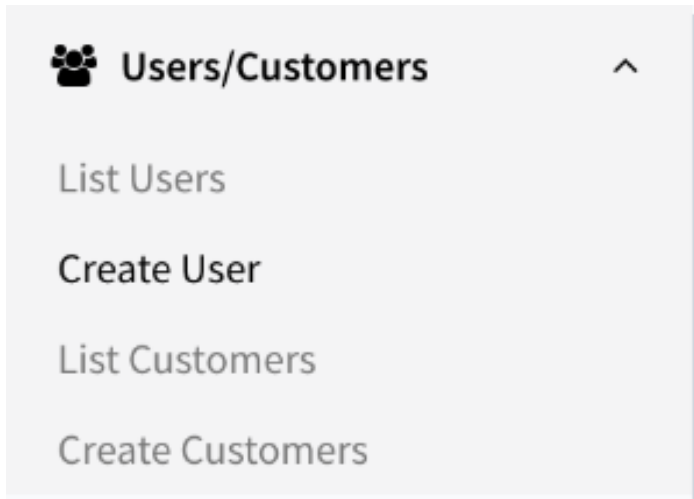 Users/Customers
List Users
Create User
List Customers
Create Customers